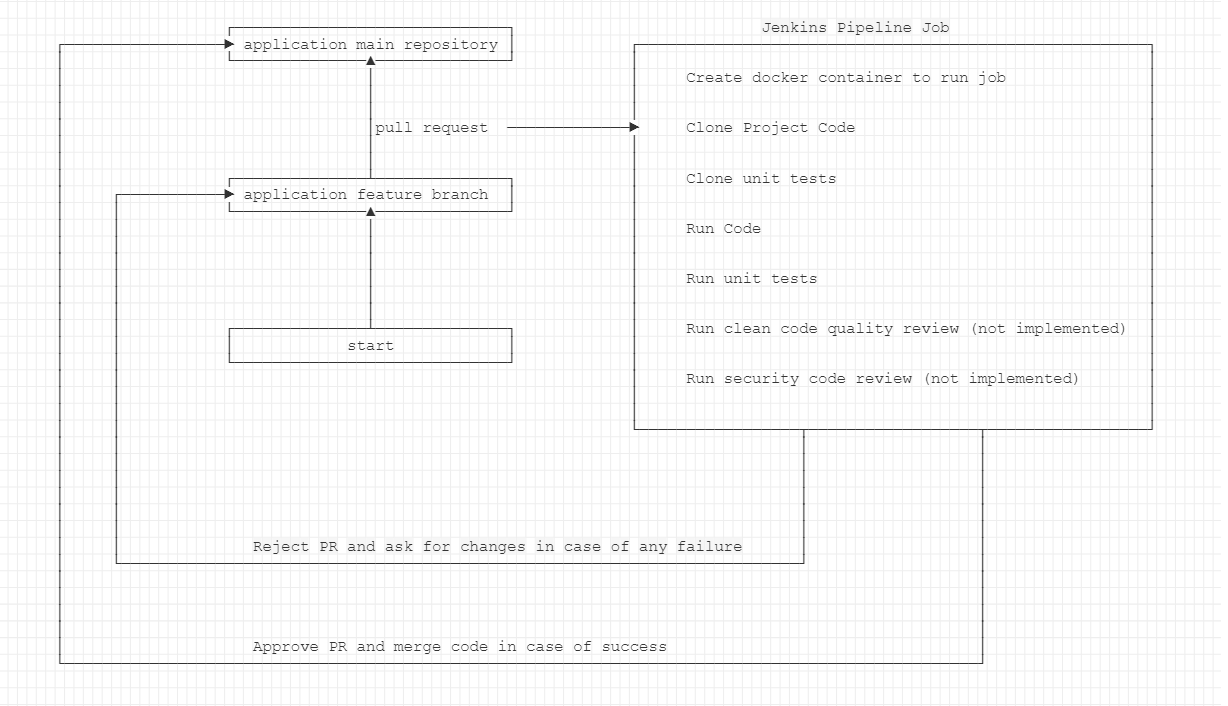 Jenkins Pipeline Job
application main repository
Create docker container to run job
pull request
Clone Project Code
Clone unit tests
application feature branch
Run Code
Run unit tests
Run clean code quality review (not implemented)
start
Run security code review (not implemented)
Reject PR and ask for changes in case of any failure
Approve PR and merge code in case of success